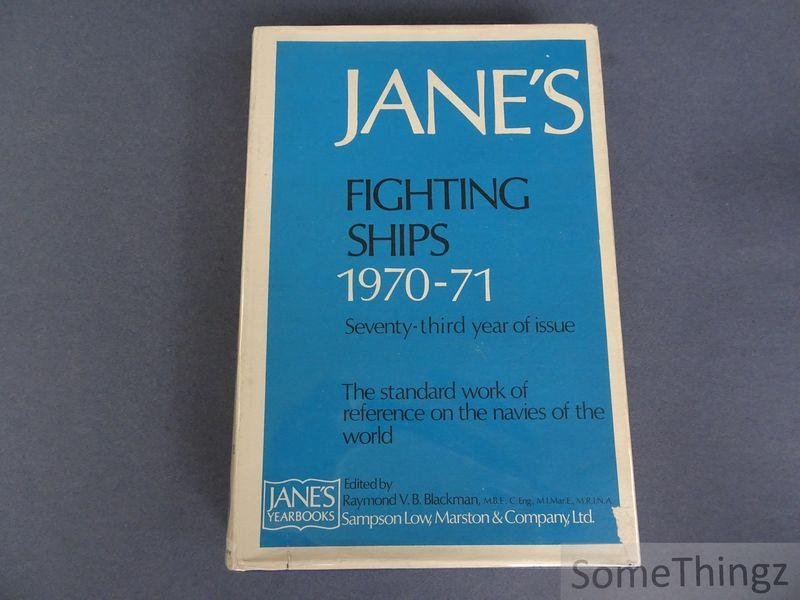 JANE'S
FIGHTING
SHIPS
1970-71
Seventy-third year of issue
The standard work of
reference on the navies of the
world
Edited by
Raymond V. B. Blackman, M.B.E., C.Eng., M.I.Mar.E., M.R.I.N.A.
Sampson Low, Marston & Company, Ltd.
JANE'S
YEARBOOKS
SomeThingz